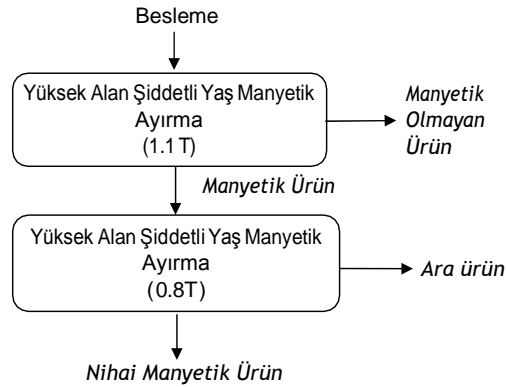 Besleme
Yüksek Alan Şiddetli Yaş Manyetik
Ayırma
(1.1 T)
Manyetik
Olmayan
Ürün
Manyetik Ürün
Yüksek Alan Şiddetli Yaş Manyetik
Ayırma
(0.8T)
Ara ürün
Nihai Manyetik Ürün